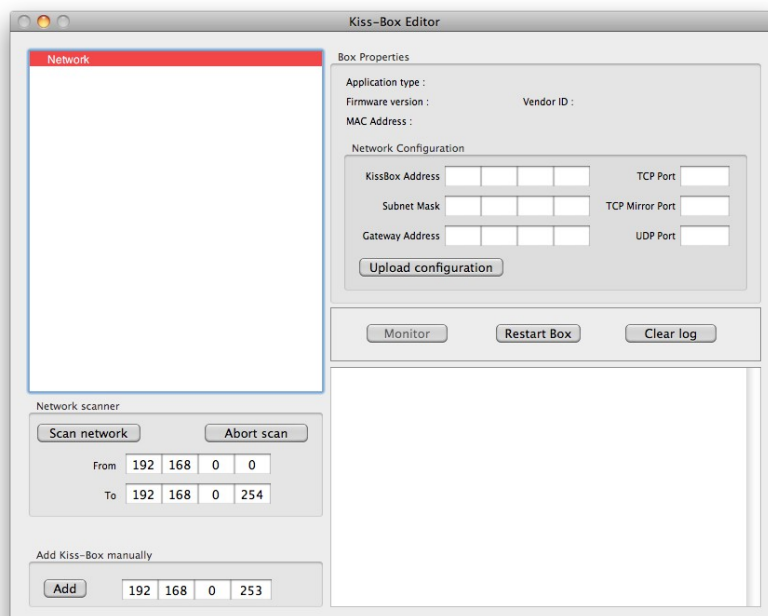 Kiss-Box Editor
Network
Box Properties
Application type :
Firmware version :
Vendor ID :
MAC Address :
Network Configuration
KissBox Address
TCP Port
Subnet Mask
TCP Mirror Port
Gateway Address
UDP Port
Upload configuration
Monitor
Restart Box
Clear log
Network scanner
Scan network
Abort scan
From 192 168 0 0
To 192 168 0 254
Add Kiss-Box manually
Add 192 168 0 253